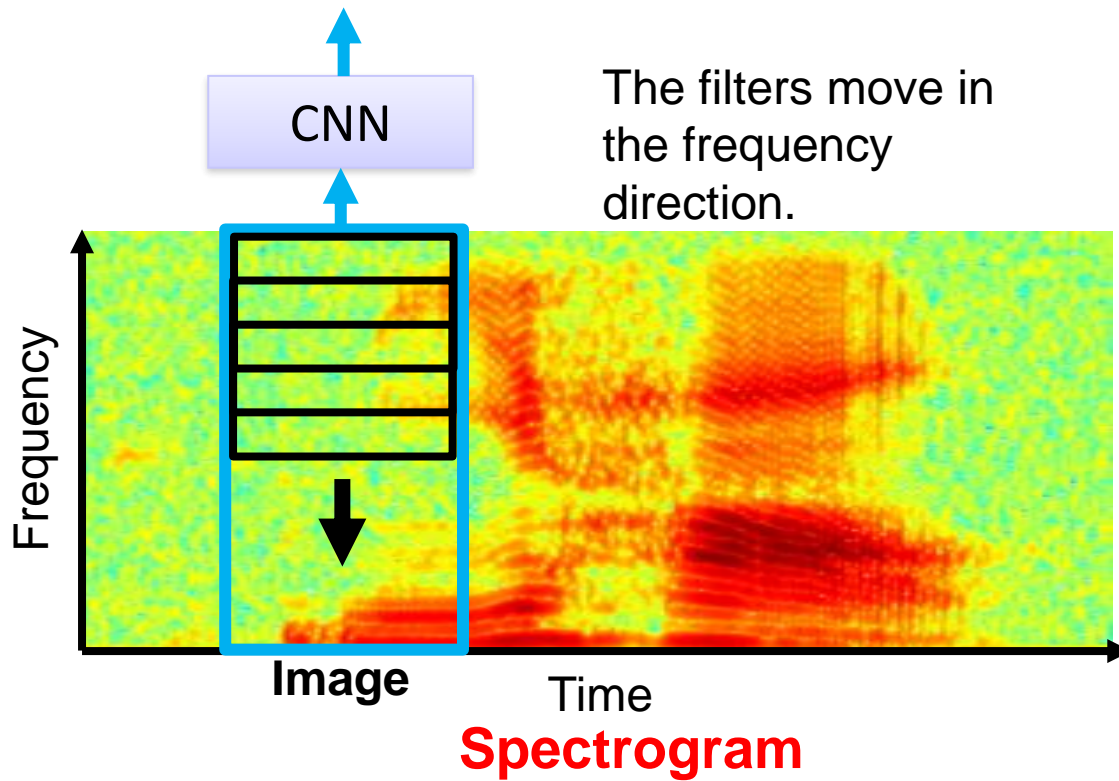 CNN
The filters move in
the frequency
direction.
Frequency
Image
Time
Spectrogram